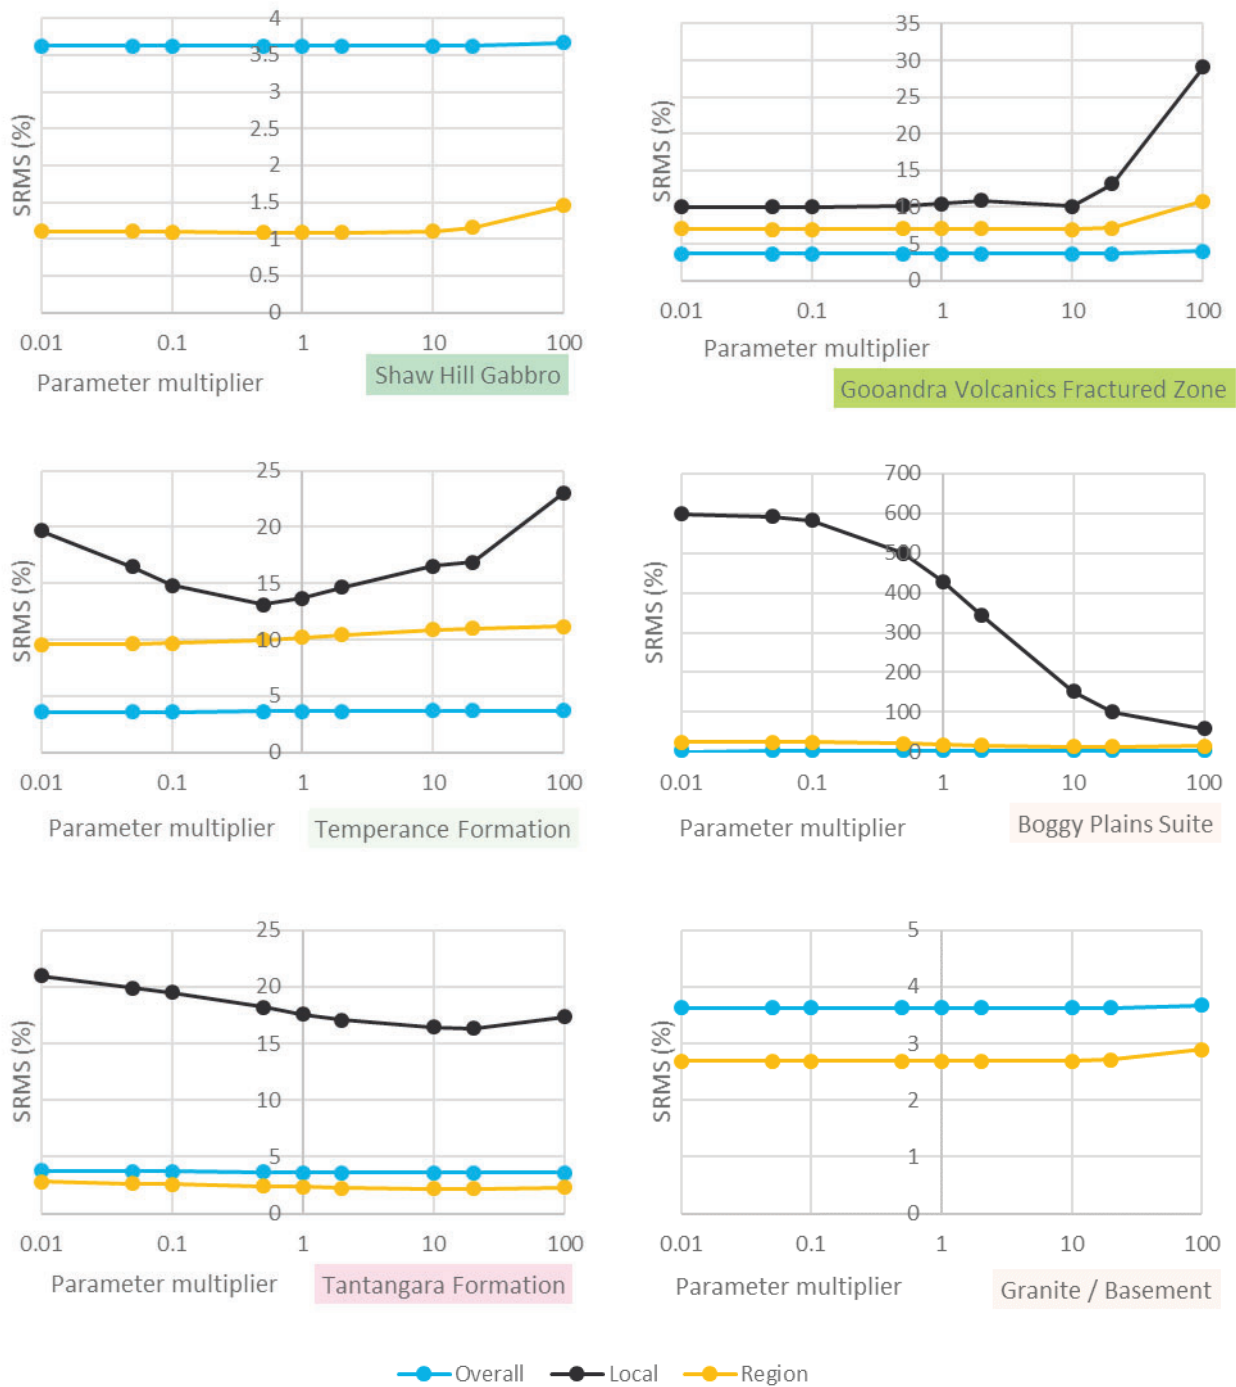 4
3.5
3
2.5
2
1.5
1
0.5
0
SRMS (%)
0.01 0.1 1 10 100
Parameter multiplier
Shaw Hill Gabbro
35
30
25
20
15
10
5
0
SRMS (%)
0.01 0.1 1 10 100
Parameter multiplier
Gooandra Volcanics Fractured Zone
25
20
15
10
5
0
SRMS (%)
0.01 0.1 1 10 100
Parameter multiplier
Temperance Formation
700
600
500
400
300
200
100
0
SRMS (%)
0.01 0.1 1 10 100
Parameter multiplier
Boggy Plains Suite
25
20
15
10
5
0
SRMS (%)
0.01 0.1 1 10 100
Parameter multiplier
Tantangara Formation
5
4
3
2
1
0
SRMS (%)
0.01 0.1 1 10 100
Parameter multiplier
Granite / Basement
Overall Local Region